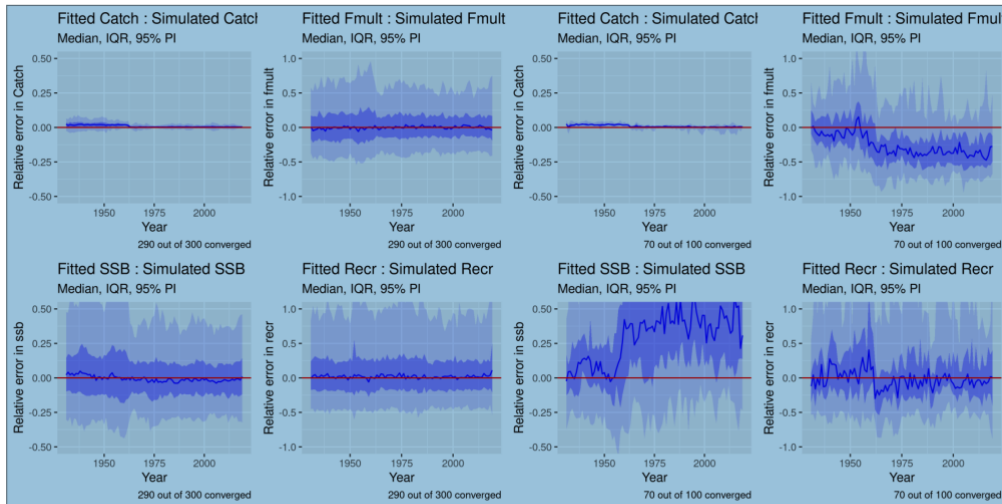 Fitted Catch : Simulated Catch
Median, IQR, 95% PI
Relative error in Catch
0.50
0.25
0.00
-0.25
-0.50
1950 1975 2000
Year
290 out of 300 converged
Fitted Fmult : Simulated Fmult
Median, IQR, 95% PI
Relative error in fmult
1.0
0.5
0.0
-0.5
-1.0
1950 1975 2000
Year
290 out of 300 converged
Fitted Catch : Simulated Catc
Median, IQR, 95% PI
Relative error in Catch
0.50
0.25
0.00
-0.25
-0.50
1950 1975 2000
Year
70 out of 100 converged
Fitted Fmult : Simulated Fmul
Median, IQR, 95% PI
Relative error in fmult
1.0
0.5
0.0
-0.5
-1.0
1950 1975 2000
Year
70 out of 100 converged
Fitted SSB : Simulated SSB
Median, IQR, 95% PI
Relative error in ssb
0.50
0.25
0.00
-0.25
-0.50
1950 1975 2000
Year
290 out of 300 converged
Fitted Recr : Simulated Recr
Median, IQR, 95% PI
Relative error in recr
1.0
0.5
0.0
-0.5
-1.0
1950 1975 2000
Year
290 out of 300 converged
Fitted SSB : Simulated SSB
Median, IQR, 95% PI
Relative error in ssb
0.50
0.25
0.00
-0.25
-0.50
1950 1975 2000
Year
70 out of 100 converged
Fitted Recr : Simulated Recr
Median, IQR, 95% PI
Relative error in recr
1.0
0.5
0.0
-0.5
-1.0
1950 1975 2000
Year
70 out of 100 converged